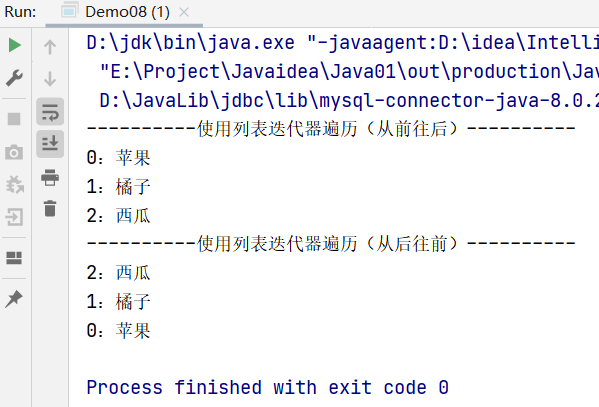 Run: Demo08 (1)
D:\jdk\bin\java.exe "-javaagent:D:\idea\Intelli
"E:\Project\Javaidea\Java01\out\production\Jav
D:\JavaLib\jdbc\lib\mysql-connector-java-8.0.2
----------使用列表迭代器遍历（从前往后）----------
0：苹果
1：橘子
2：西瓜
----------使用列表迭代器遍历（从后往前）----------
2：西瓜
1：橘子
0：苹果
Process finished with exit code 0